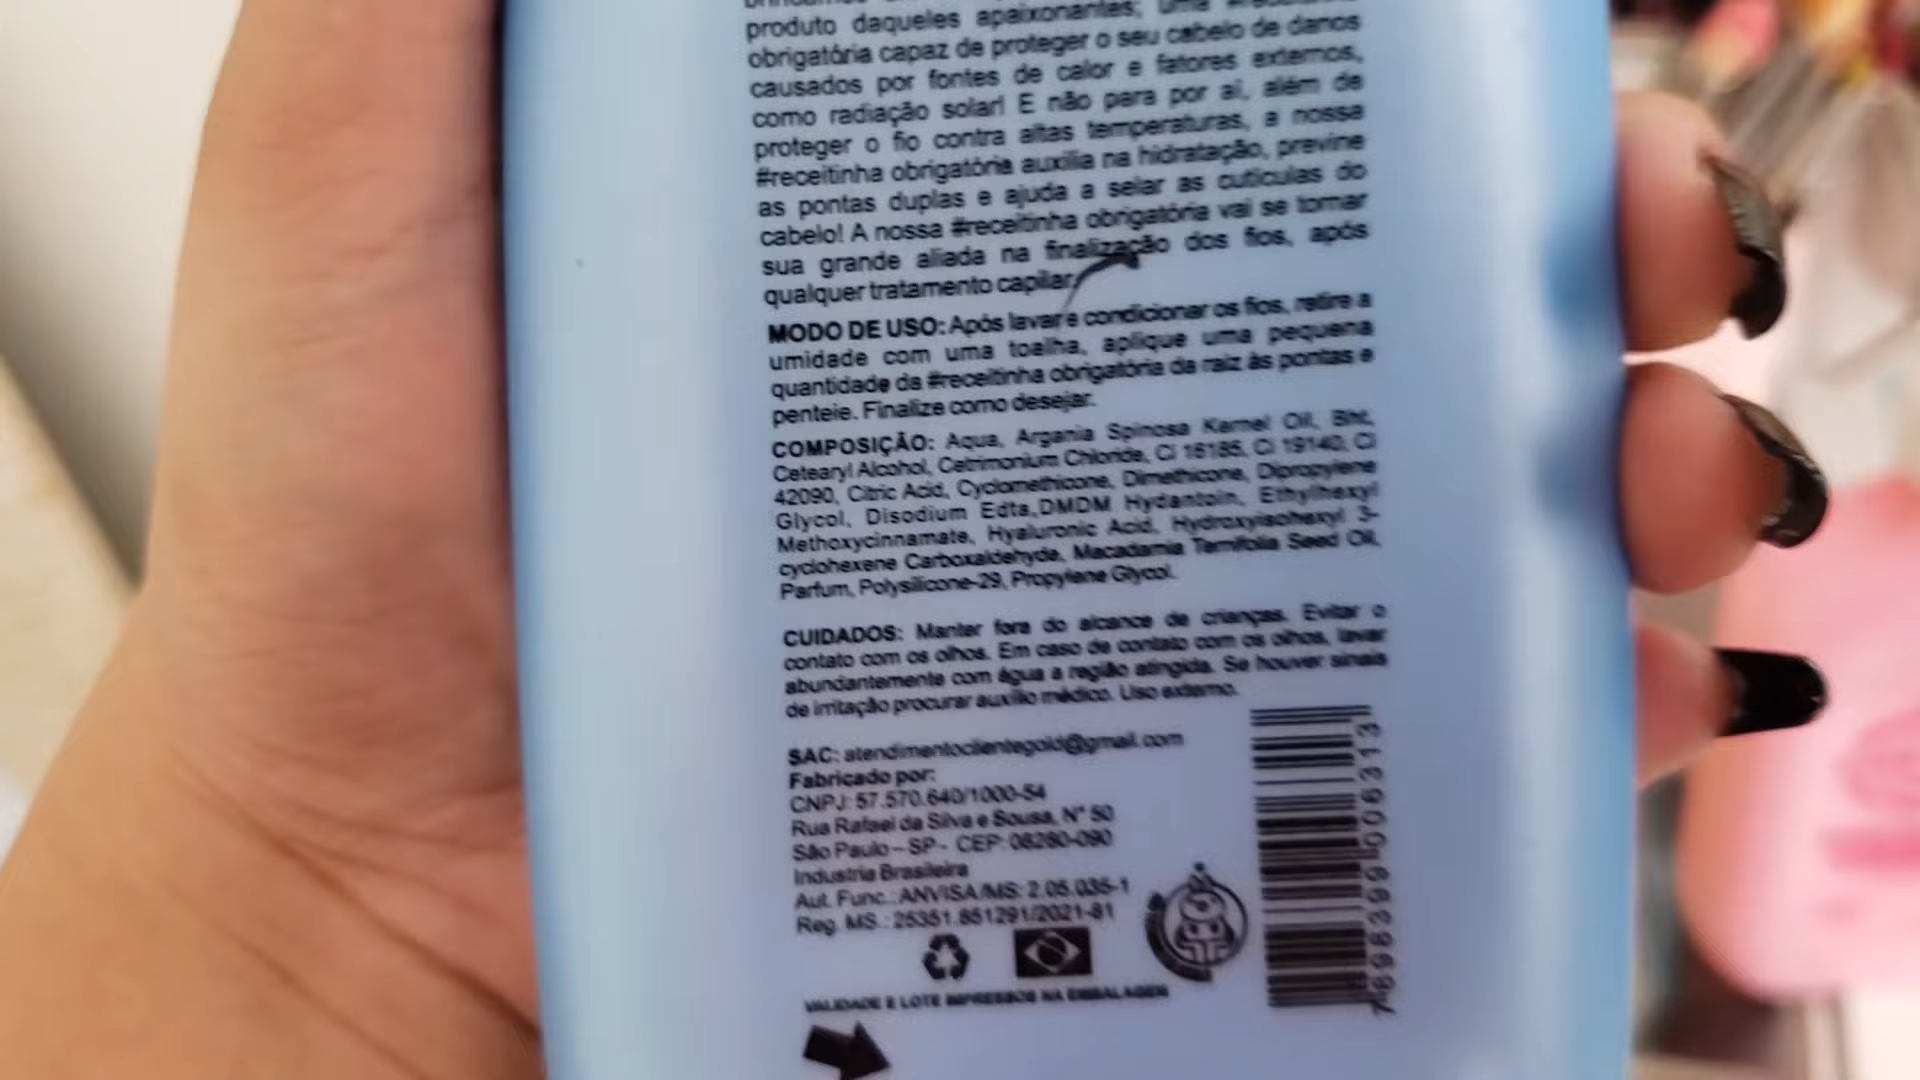 produto daqueles apaixonantes; uma
obrigatória capaz de proteger o seu cabelo de danos
causados por fontes de calor e fatores externos,
como radiação solar! E não para por aí, além de
proteger o fio contra altas temperaturas, a nossa
#receitinha obrigatória auxilia na hidratação, previne
as pontas duplas e ajuda a selar as cutículas do
cabelo! A nossa #receitinha obrigatória vai se tornar
sua grande aliada na finalização dos fios, após
qualquer tratamento capilar.
MODO DE USO: Após lavar e condicionar os fios, retire a
umidade com uma toalha, aplique uma pequena
quantidade da #receitinha obrigatória da raiz às pontas e
penteie. Finalize como desejar.
COMPOSIÇÃO: Aqua, Argania Spinosa Kernel Oil, Bht,
Cetearyl Alcohol, Cetrimonium Chloride, CI 16185, CI 19140, CI
42090, Citric Acid, Cyclomethicone, Dimethicone, Dipropylene
Glycol, Disodium Edta,DMDM Hydantoin, Ethylhexyl
Methoxycinnamate, Hyaluronic Acid, Hydroxyisohexyl 3-
cyclohexene Carboxaldehyde, Macadamia Ternifolia Seed Oil,
Parfum, Polysilicone-29, Propylene Glycol.
CUIDADOS: Manter fora do alcance de crianças. Evitar o
contato com os olhos. Em caso de contato com os olhos, lavar
abundantemente com água a região atingida. Se houver sinais
de irritação procurar auxílio médico. Uso externo.
SAC: atendimentoclientegold@gmail.com
Fabricado por:
CNPJ: 57.570.640/1000-54
Rua Rafael da Silva e Sousa, N° 50
São Paulo – SP - CEP: 08280-090
Industria Brasileira
Aut. Func.: ANVISA/MS: 2.05.035-1
Reg. MS.: 25351.851291/2021-81
VALIDADE E LOTE IMPRESSOS NA EMBALAGEM
7 896399 006313